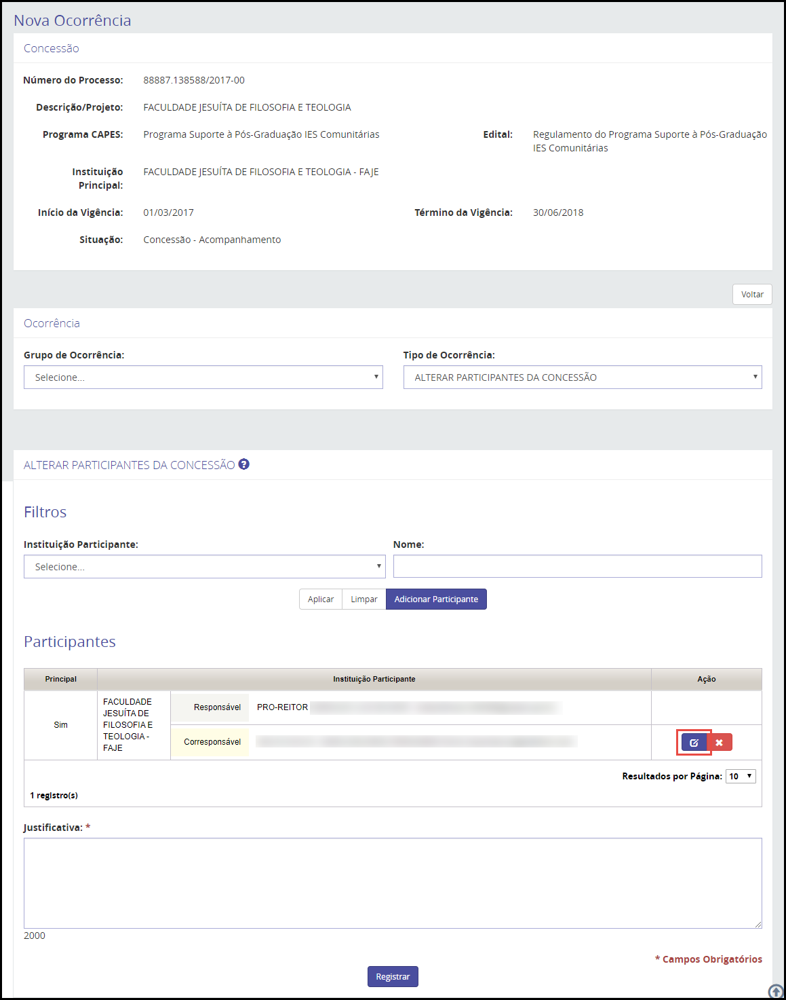 Nova Ocorrência
Concessão
Número do Processo: 88887.138588/2017-00
Descrição/Projeto: FACULDADE JESUÍTA DE FILOSOFIA E TEOLOGIA
Programa CAPES: Programa Suporte à Pós-Graduação IES Comunitárias
Edital: Regulamento do Programa Suporte à Pós-Graduação
IES Comunitárias
Instituição
Principal:
FACULDADE JESUÍTA DE FILOSOFIA E TEOLOGIA - FAJE
Início da Vigência: 01/03/2017
Término da Vigência: 30/06/2018
Situação: Concessão - Acompanhamento
Voltar
Ocorrência
Grupo de Ocorrência:
Selecione...
Tipo de Ocorrência:
ALTERAR PARTICIPANTES DA CONCESSÃO
ALTERAR PARTICIPANTES DA CONCESSÃO ?
Filtros
Instituição Participante:
Selecione...
Nome:
Aplicar Limpar Adicionar Participante
Participantes
Principal Instituição Participante Ação
Sim
FACULDADE
JESUÍTA DE
FILOSOFIA E
TEOLOGIA -
FAJE
Responsável PRO-REITOR
Corresponsável
Resultados por Página: 10
1 registro(s)
Justificativa: *
2000
* Campos Obrigatórios
Registrar